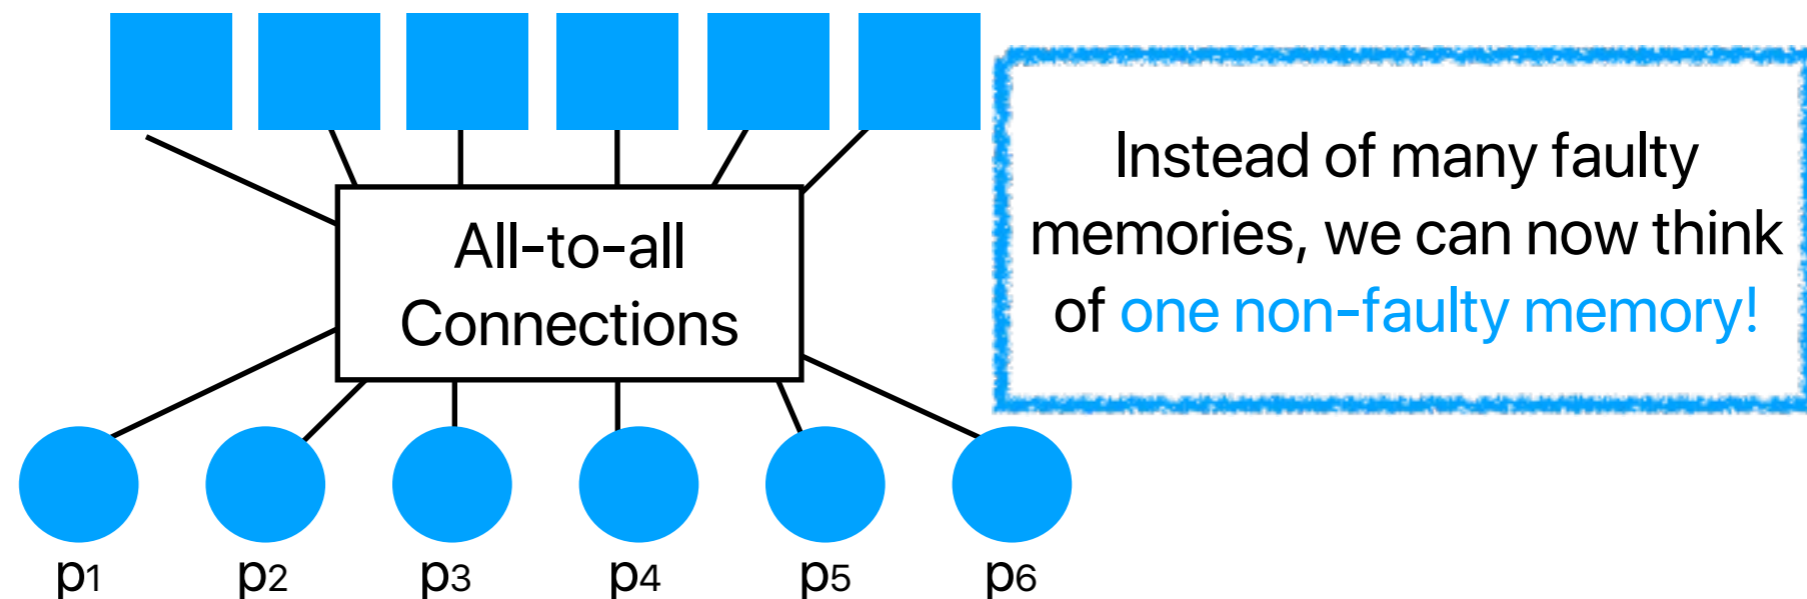 All-to-all
Connections
Instead of many faulty
memories, we can now think
of one non-faulty memory!
p1 p2 p3 p4 p5 p6